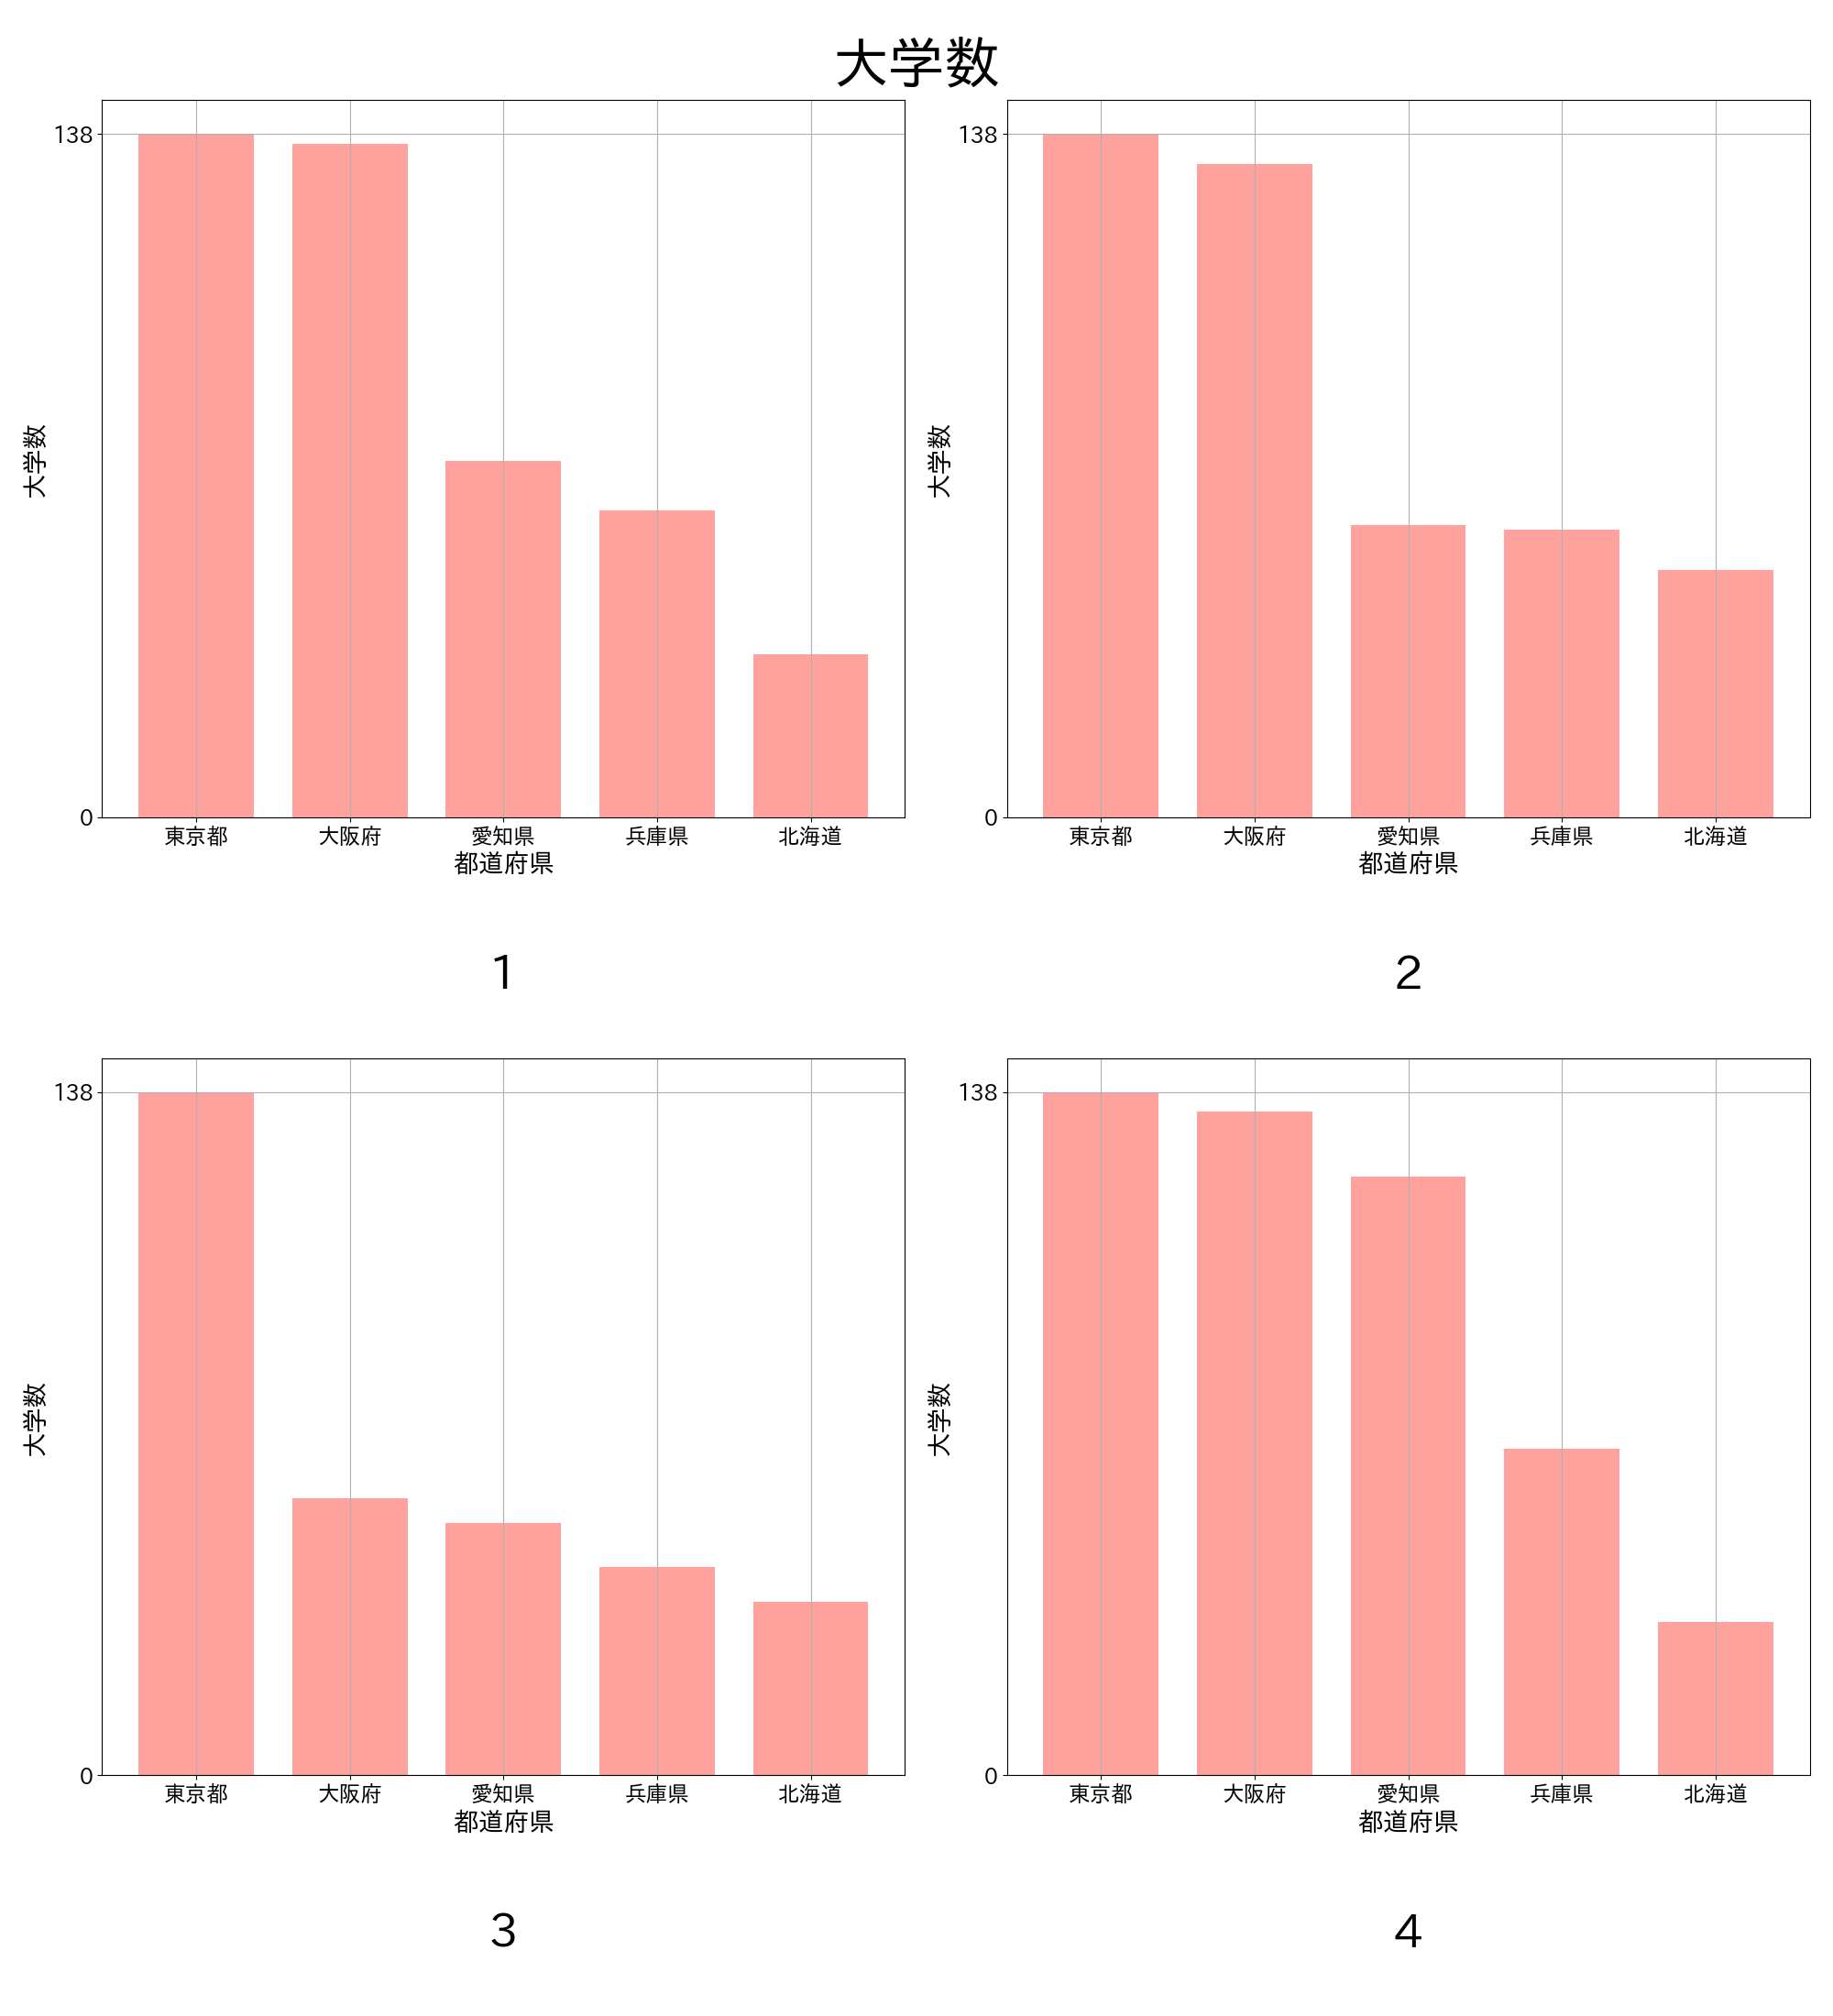 大学数
138
大学数
0
東京都 大阪府 愛知県 兵庫県 北海道
都道府県
1
138
大学数
0
東京都 大阪府 愛知県 兵庫県 北海道
都道府県
2
138
大学数
0
東京都 大阪府 愛知県 兵庫県 北海道
都道府県
3
138
大学数
0
東京都 大阪府 愛知県 兵庫県 北海道
都道府県
4